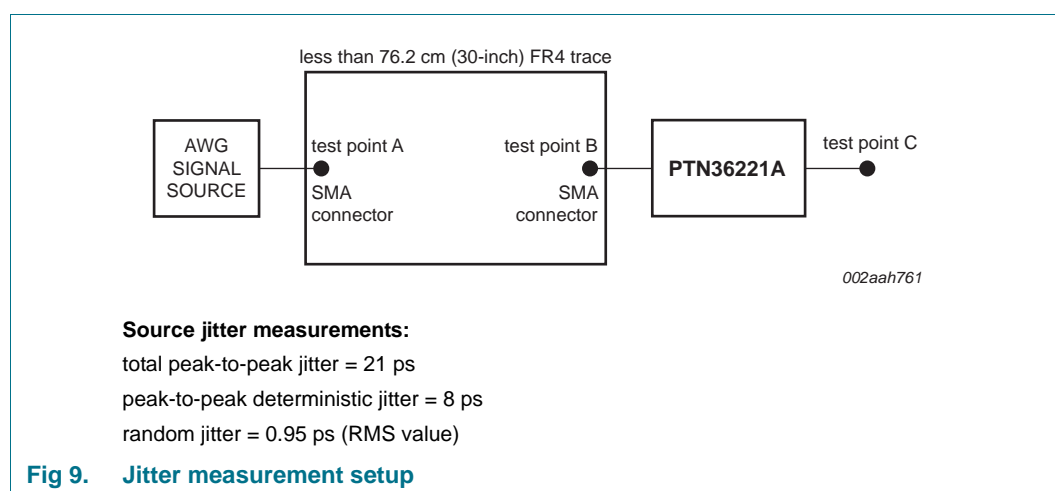 less than 76.2 cm (30-inch) FR4 trace
AWG
SIGNAL
SOURCE
test point A
SMA
connector
test point B
SMA
connector
PTN36221A
test point C
002aah761
Source jitter measurements:
total peak-to-peak jitter = 21 ps
peak-to-peak deterministic jitter = 8 ps
random jitter = 0.95 ps (RMS value)
Fig 9. Jitter measurement setup